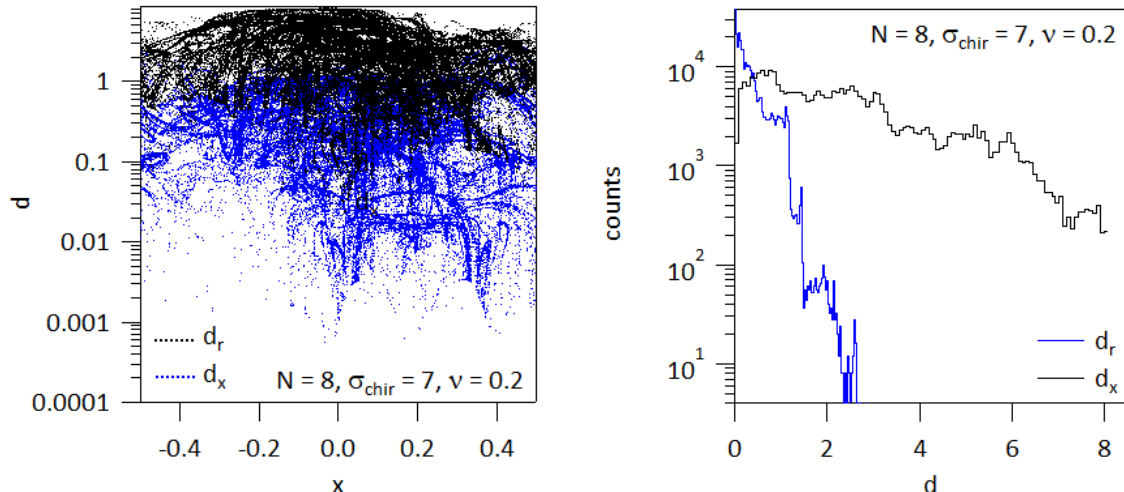 d
1
0.1
0.01
0.001
0.0001
-0.4
-0.2
0.0
0.2
0.4
x
d_r
d_x
N = 8, σ_chir = 7, ν = 0.2
counts
10^4
10^3
10^2
10^1
0
2
4
6
8
d
N = 8, σ_chir = 7, ν = 0.2
d_r
d_x